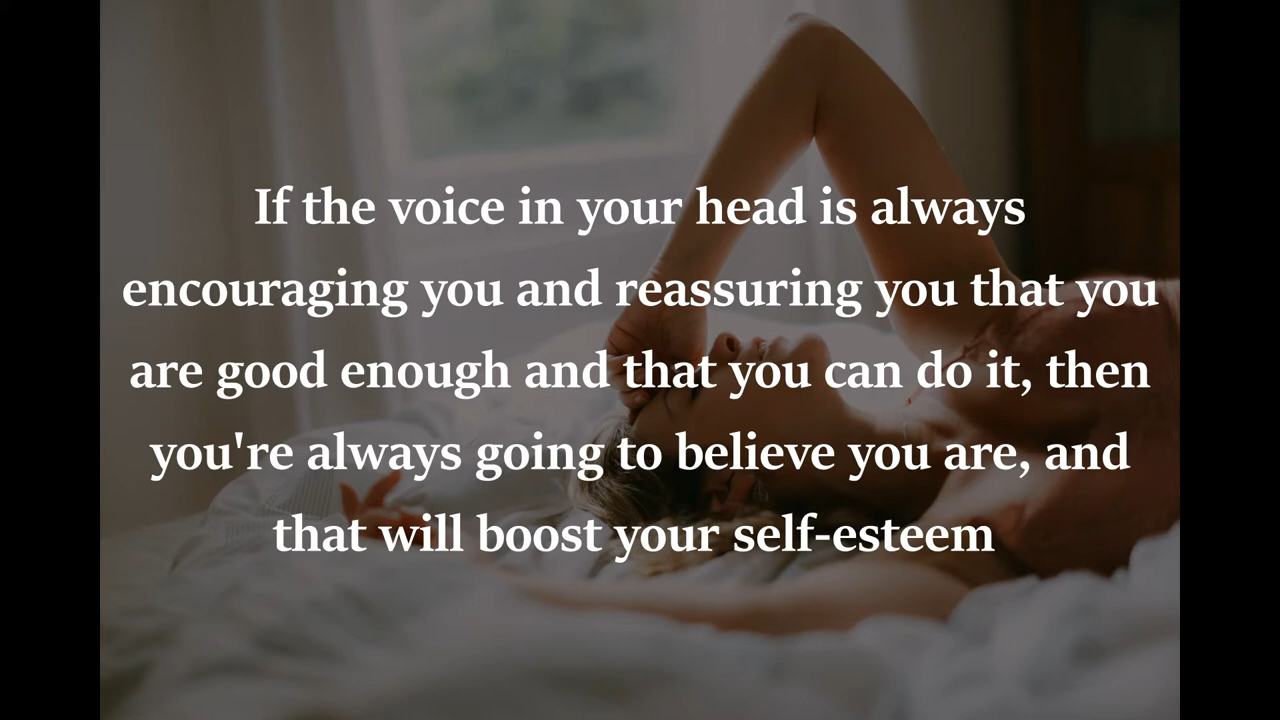 If the voice in your head is always
encouraging you and reassuring you that you
are good enough and that you can do it, then
you're always going to believe you are, and
that will boost your self-esteem